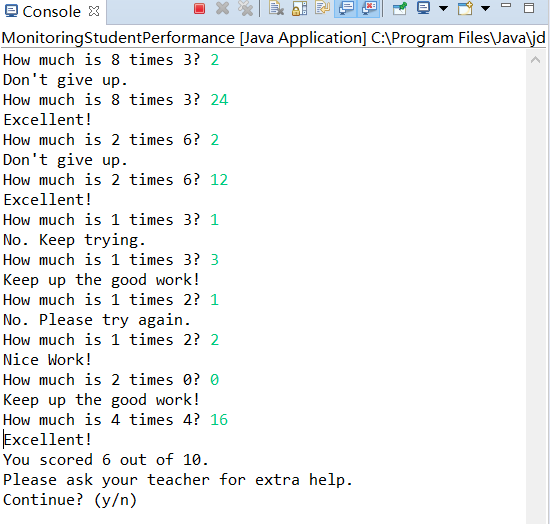 Console
MonitoringStudentPerformance [Java Application] C:\Program Files\Java\jd
How much is 8 times 3? 2
Don't give up.
How much is 8 times 3? 24
Excellent!
How much is 2 times 6? 2
Don't give up.
How much is 2 times 6? 12
Excellent!
How much is 1 times 3? 1
No. Keep trying.
How much is 1 times 3? 3
Keep up the good work!
How much is 1 times 2? 1
No. Please try again.
How much is 1 times 2? 2
Nice Work!
How much is 2 times 0? 0
Keep up the good work!
How much is 4 times 4? 16
Excellent!
You scored 6 out of 10.
Please ask your teacher for extra help.
Continue? (y/n)